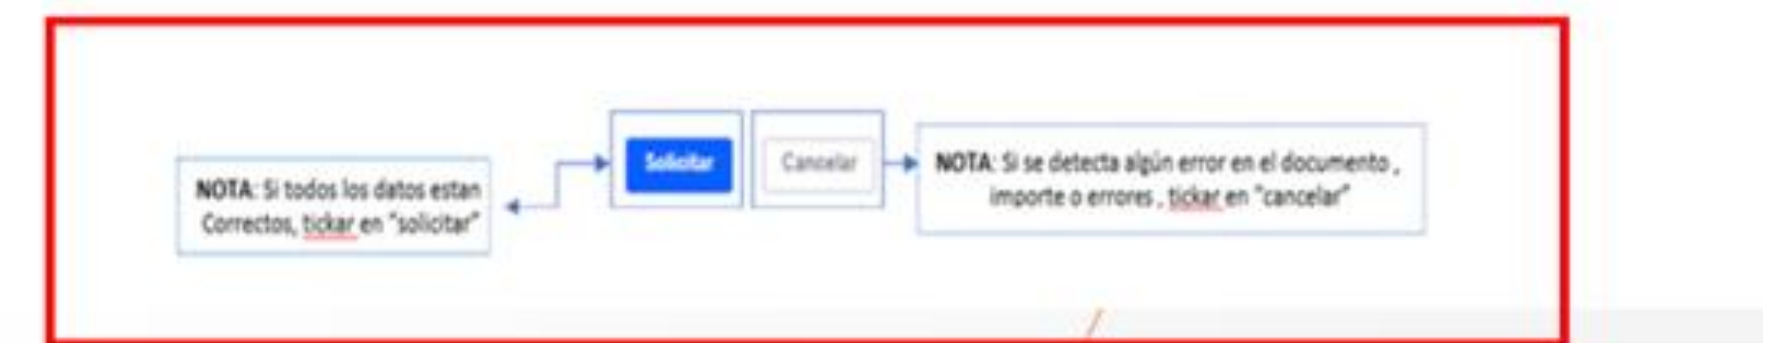 NOTA: Si todos los datos estan
Correctos, tickar en "solicitar"
Solicitar
Cancelar
NOTA: Si se detecta algún error en el documento ,
importe o errores , tickar en "cancelar"